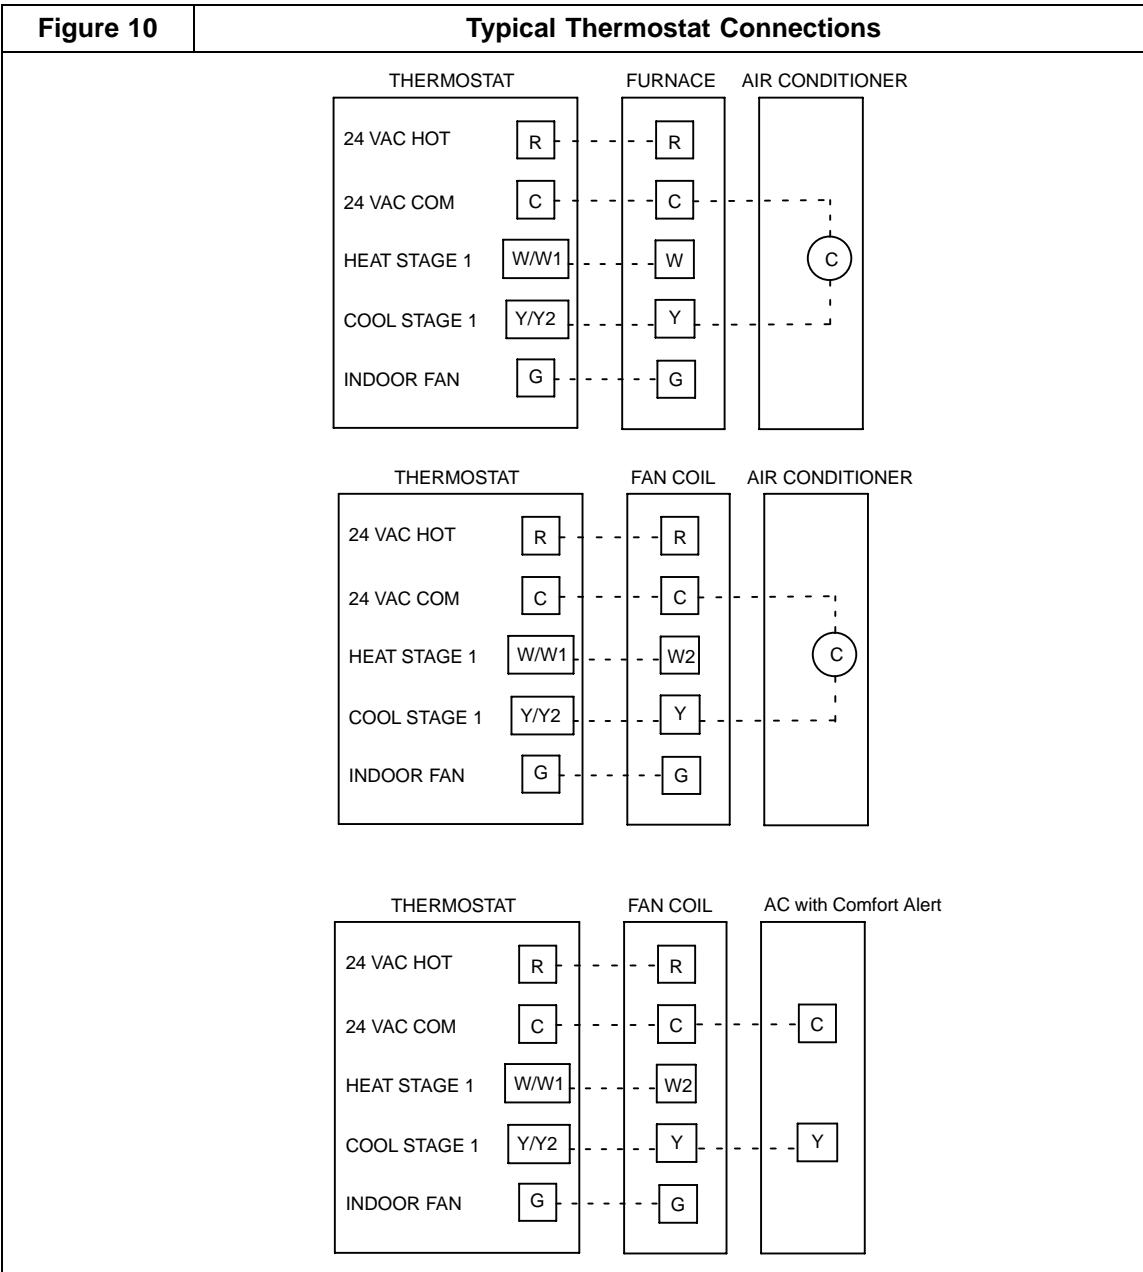 Figure 10 Typical Thermostat Connections
THERMOSTAT FURNACE AIR CONDITIONER
24 VAC HOT R R
24 VAC COM C C
HEAT STAGE 1 W/W1 W C
COOL STAGE 1 Y/Y2 Y
INDOOR FAN G G
THERMOSTAT FAN COIL AIR CONDITIONER
24 VAC HOT R R
24 VAC COM C C
HEAT STAGE 1 W/W1 W2 C
COOL STAGE 1 Y/Y2 Y
INDOOR FAN G G
THERMOSTAT FAN COIL AC with Comfort Alert
24 VAC HOT R R
24 VAC COM C C C
HEAT STAGE 1 W/W1 W2
COOL STAGE 1 Y/Y2 Y Y
INDOOR FAN G G